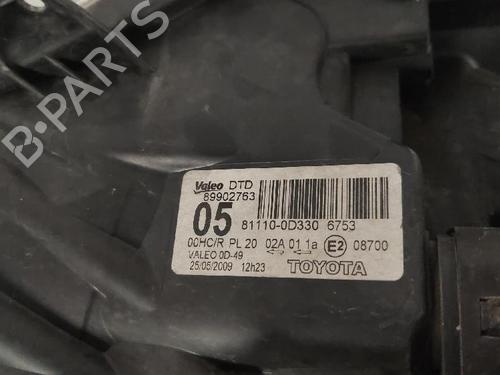 B-PARTS
Valeo DTD
89902763
05 81110-0D330 6753
00HC/R PL 20 02A 01 1a E2 08700
VALEO 0D-49
25/05/2009 12h23 TOYOTA